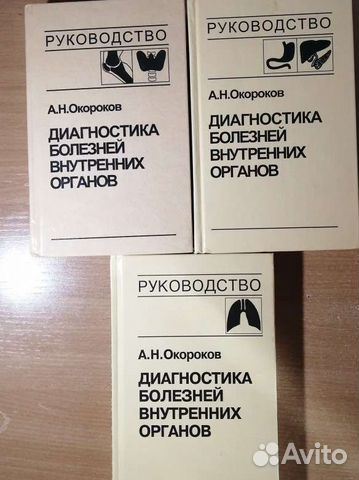 РУКОВОДСТВО
А.Н.Окороков
ДИАГНОСТИКА
БОЛЕЗНЕЙ
ВНУТРЕННИХ
ОРГАНОВ
РУКОВОДСТВО
А.Н.Окороков
ДИАГНОСТИКА
БОЛЕЗНЕЙ
ВНУТРЕННИХ
ОРГАНОВ
РУКОВОДСТВО
А.Н.Окороков
ДИАГНОСТИКА
БОЛЕЗНЕЙ
ВНУТРЕННИХ
ОРГАНОВ
Avito